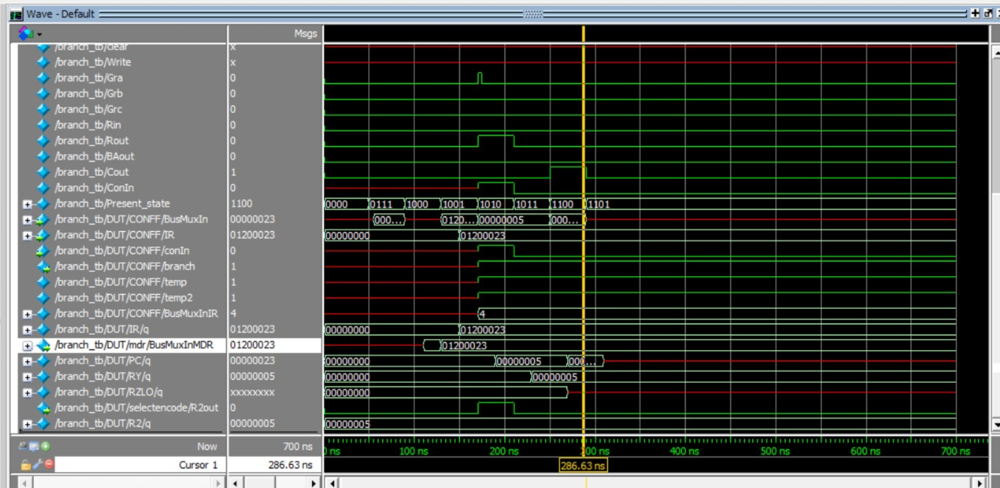 Wave - Default
Msgs
/branch_tb/clear x
/branch_tb/Write x
/branch_tb/Gra 0
/branch_tb/Grb 0
/branch_tb/Grc 0
/branch_tb/Rin 0
/branch_tb/Rout 0
/branch_tb/BAout 0
/branch_tb/Cout 1
/branch_tb/ConIn 0
/branch_tb/Present_state 1100 0000 0111 1000 1001 1010 1011 1100 1101
/branch_tb/DUT/CONFF/BusMuxIn 00000023 000... 0120... 00000005 000...
/branch_tb/DUT/CONFF/IR 01200023 00000000 01200023
/branch_tb/DUT/CONFF/conIn 0
/branch_tb/DUT/CONFF/branch 1
/branch_tb/DUT/CONFF/temp 1
/branch_tb/DUT/CONFF/temp2 1
/branch_tb/DUT/CONFF/BusMuxInIR 4 4
/branch_tb/DUT/IR/q 01200023 00000000 01200023
/branch_tb/DUT/mdr/BusMuxInMDR 01200023 01200023
/branch_tb/DUT/PC/q 00000023 00000000 00000005 000...
/branch_tb/DUT/RY/q 00000005 00000000 00000005
/branch_tb/DUT/RZLO/q xxxxxxxx 00000000
/branch_tb/DUT/selectencode/R2out 0
/branch_tb/DUT/R2/q 00000005 00000005
Now 700 ns 0 ns 100 ns 200 ns 300 ns 400 ns 500 ns 600 ns 700 ns
Cursor 1 286.63 ns 286.63 ns